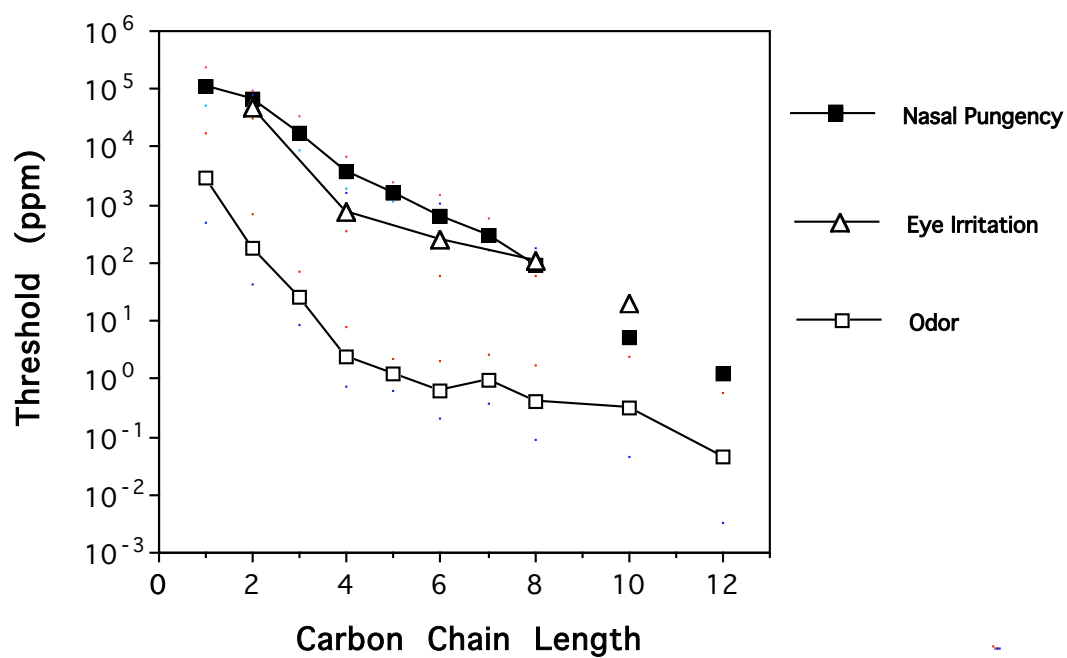 10^6
10^5
10^4
10^3
10^2
10^1
10^0
10^-1
10^-2
10^-3
Threshold (ppm)
0 2 4 6 8 10 12
Carbon Chain Length
Nasal Pungency
Eye Irritation
Odor